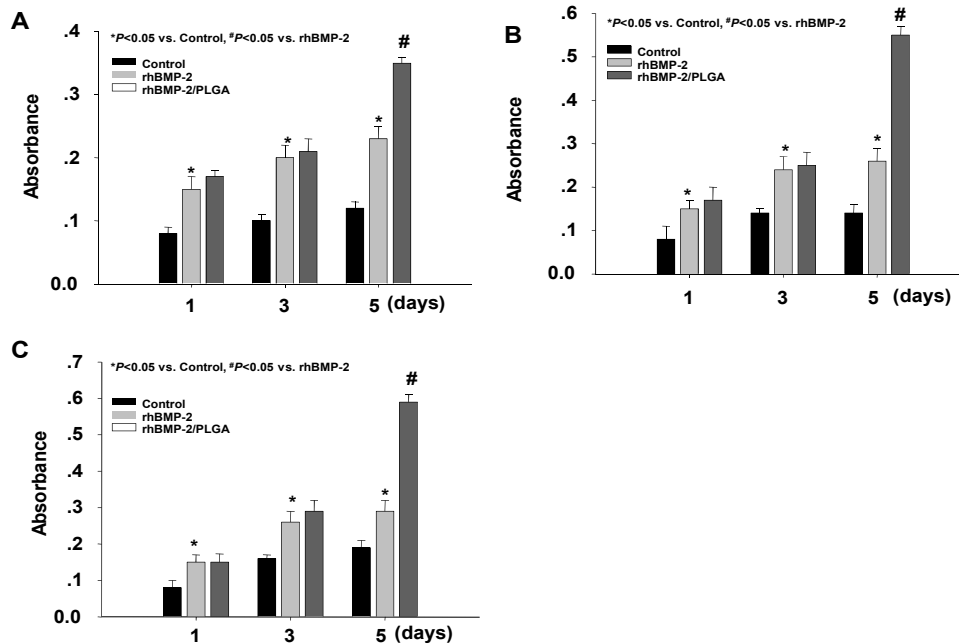 A
*P<0.05 vs. Control, #P<0.05 vs. rhBMP-2
Control
rhBMP-2
rhBMP-2/PLGA
Absorbance
.4
.3
.2
.1
0.0
*
*
*
#
1 3 5 (days)
B
*P<0.05 vs. Control, #P<0.05 vs. rhBMP-2
Control
rhBMP-2
rhBMP-2/PLGA
Absorbance
.6
.5
.4
.3
.2
.1
0.0
*
*
*
#
1 3 5 (days)
C
*P<0.05 vs. Control, #P<0.05 vs. rhBMP-2
Control
rhBMP-2
rhBMP-2/PLGA
Absorbance
.7
.6
.5
.4
.3
.2
.1
0.0
*
*
*
#
1 3 5 (days)